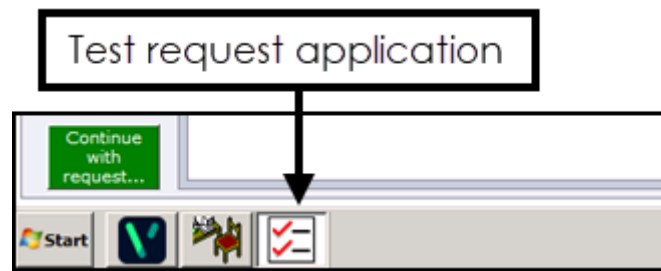 Test request application
Continue
with
request...
Start